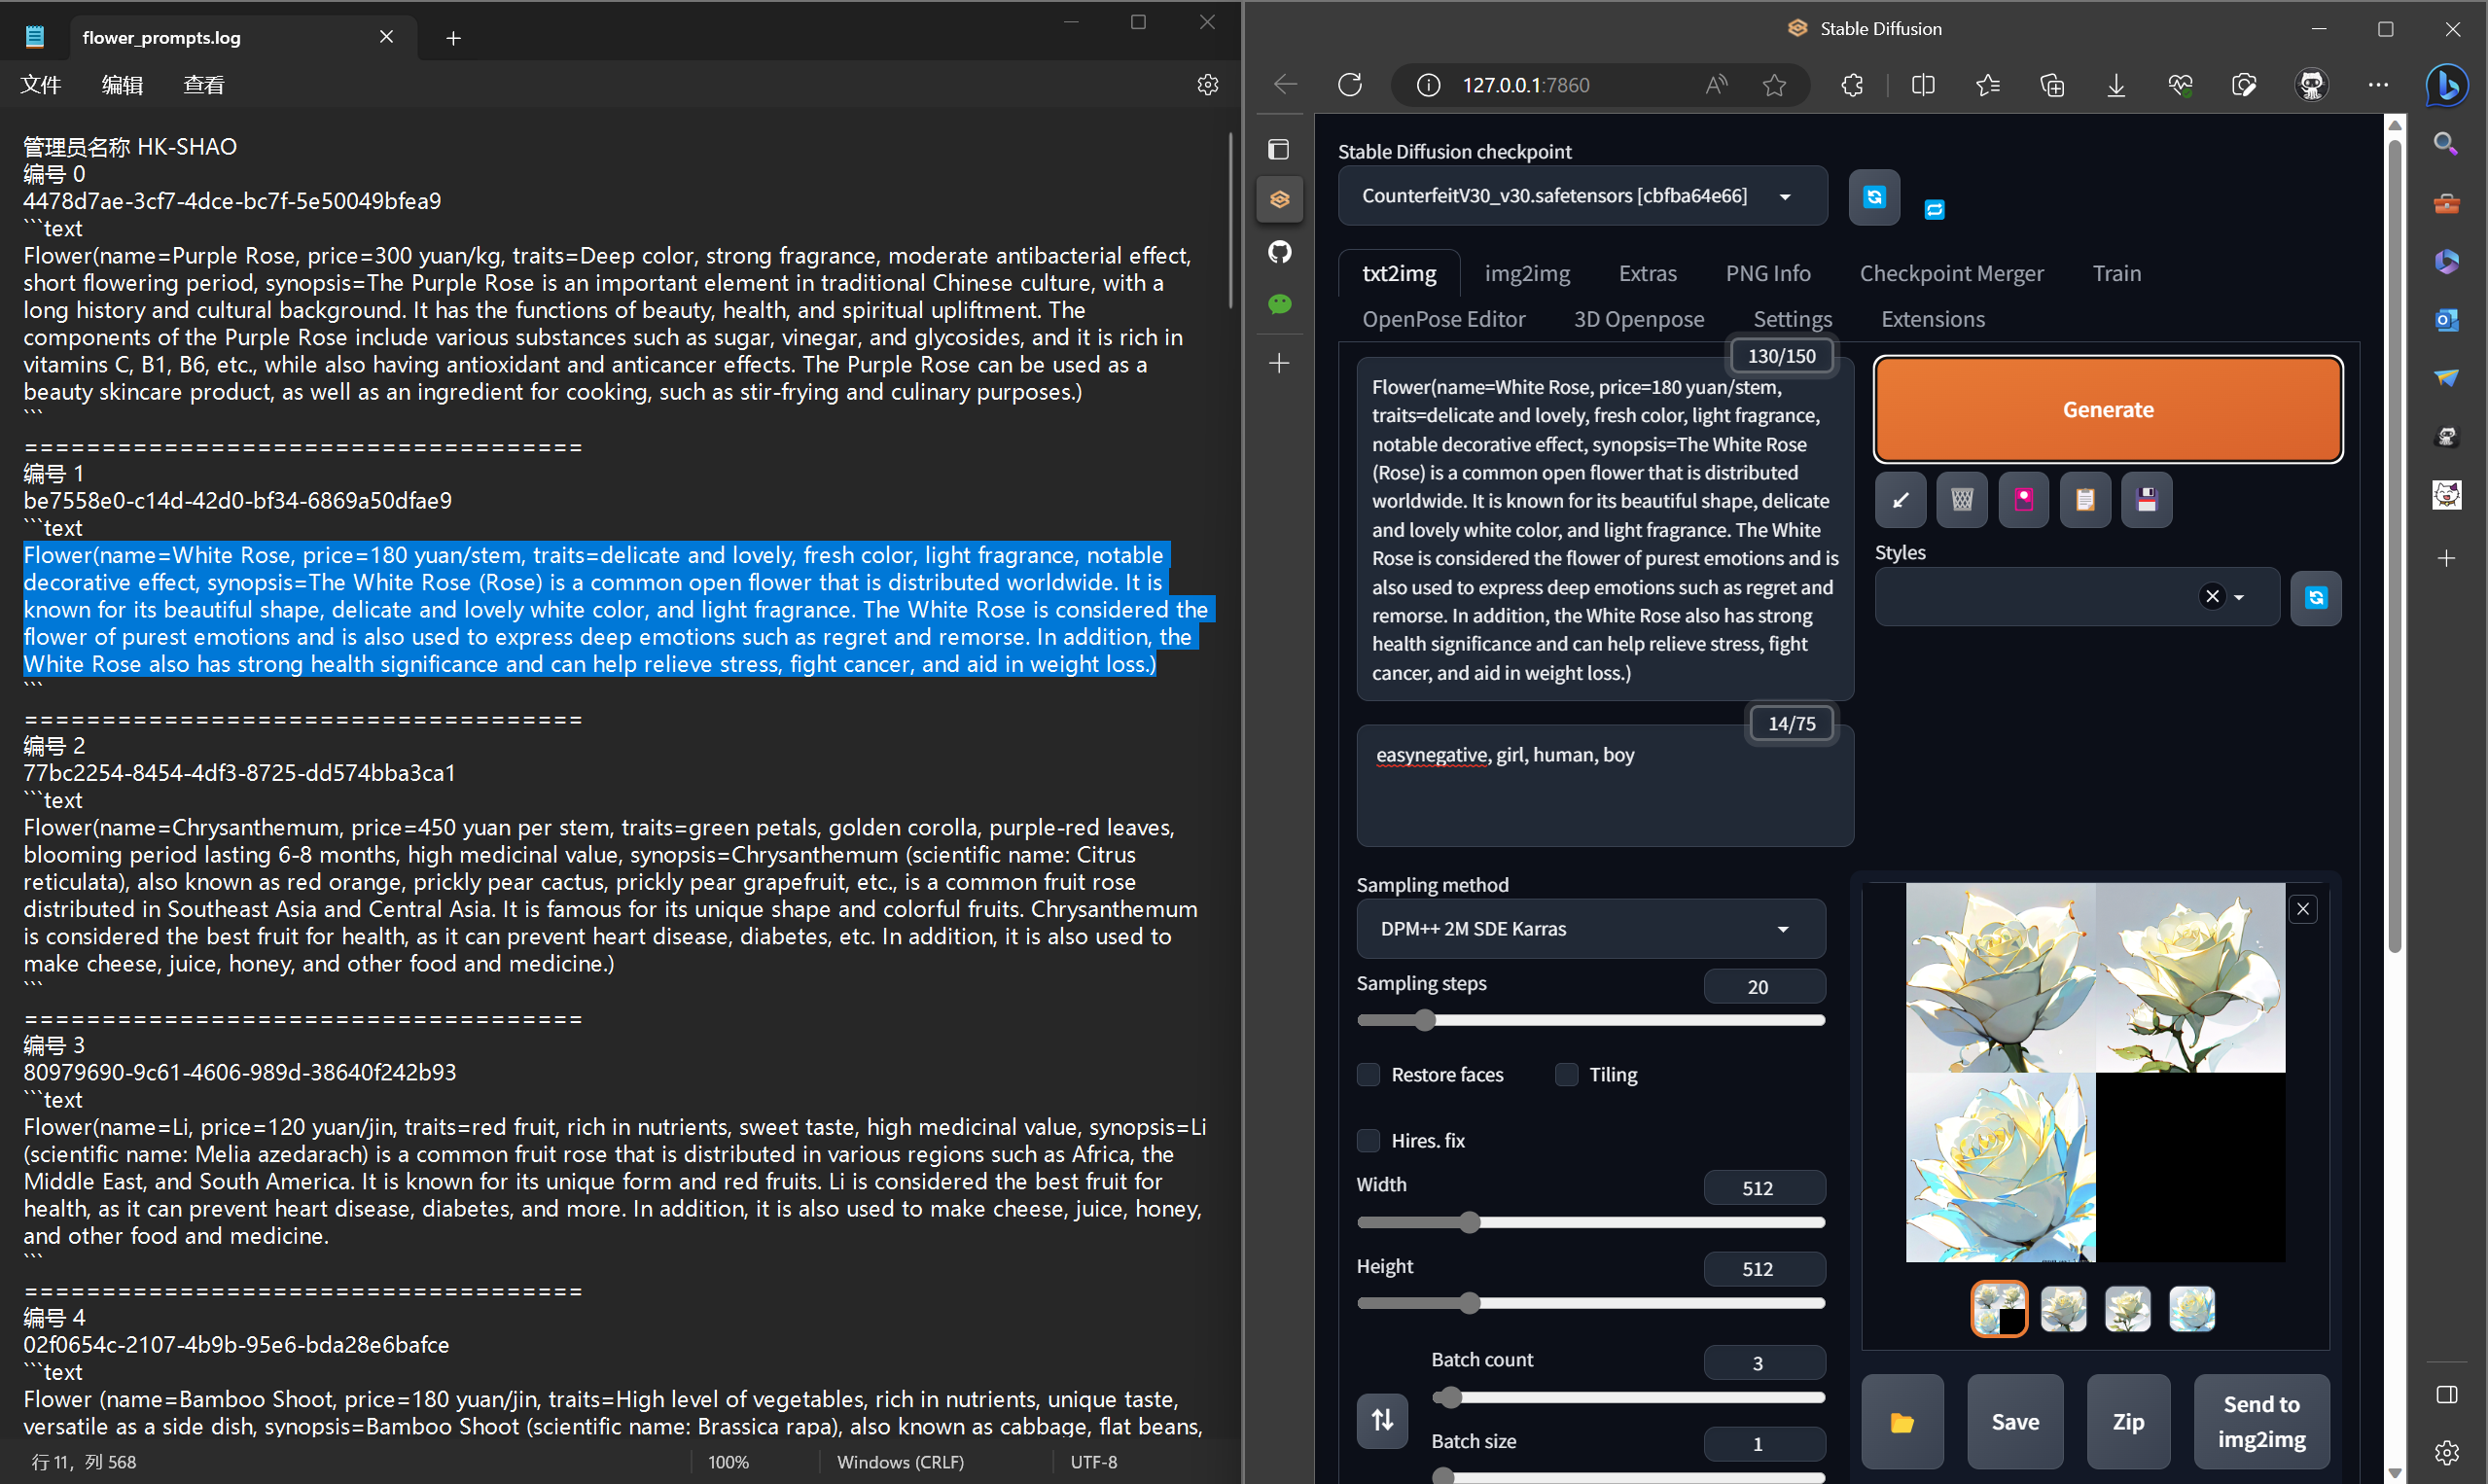 flower_prompts.log
文件 编辑 查看
管理员名称 HK-SHAO
编号 0
4478d7ae-3cf7-4dce-bc7f-5e50049bfea9
```text
Flower(name=Purple Rose, price=300 yuan/kg, traits=Deep color, strong fragrance, moderate antibacterial effect,
short flowering period, synopsis=The Purple Rose is an important element in traditional Chinese culture, with a
long history and cultural background. It has the functions of beauty, health, and spiritual upliftment. The
components of the Purple Rose include various substances such as sugar, vinegar, and glycosides, and it is rich in
vitamins C, B1, B6, etc., while also having antioxidant and anticancer effects. The Purple Rose can be used as a
beauty skincare product, as well as an ingredient for cooking, such as stir-frying and culinary purposes.)
```
====================================
编号 1
be7558e0-c14d-42d0-bf34-6869a50dfae9
```text
Flower(name=White Rose, price=180 yuan/stem, traits=delicate and lovely, fresh color, light fragrance, notable
decorative effect, synopsis=The White Rose (Rose) is a common open flower that is distributed worldwide. It is
known for its beautiful shape, delicate and lovely white color, and light fragrance. The White Rose is considered the
flower of purest emotions and is also used to express deep emotions such as regret and remorse. In addition, the
White Rose also has strong health significance and can help relieve stress, fight cancer, and aid in weight loss.)
```
====================================
编号 2
77bc2254-8454-4df3-8725-dd574bba3ca1
```text
Flower(name=Chrysanthemum, price=450 yuan per stem, traits=green petals, golden corolla, purple-red leaves,
blooming period lasting 6-8 months, high medicinal value, synopsis=Chrysanthemum (scientific name: Citrus
reticulata), also known as red orange, prickly pear cactus, prickly pear grapefruit, etc., is a common fruit rose
distributed in Southeast Asia and Central Asia. It is famous for its unique shape and colorful fruits. Chrysanthemum
is considered the best fruit for health, as it can prevent heart disease, diabetes, etc. In addition, it is also used to
make cheese, juice, honey, and other food and medicine.)
```
====================================
编号 3
80979690-9c61-4606-989d-38640f242b93
```text
Flower(name=Li, price=120 yuan/jin, traits=red fruit, rich in nutrients, sweet taste, high medicinal value, synopsis=Li
(scientific name: Melia azedarach) is a common fruit rose that is distributed in various regions such as Africa, the
Middle East, and South America. It is known for its unique form and red fruits. Li is considered the best fruit for
health, as it can prevent heart disease, diabetes, and more. In addition, it is also used to make cheese, juice, honey,
and other food and medicine.
```
====================================
编号 4
02f0654c-2107-4b9b-95e6-bda28e6bafce
```text
Flower (name=Bamboo Shoot, price=180 yuan/jin, traits=High level of vegetables, rich in nutrients, unique taste,
versatile as a side dish, synopsis=Bamboo Shoot (scientific name: Brassica rapa), also known as cabbage, flat beans,
行 11, 列 568 100% Windows (CRLF) UTF-8
Stable Diffusion
127.0.0.1:7860
Stable Diffusion checkpoint
CounterfeitV30_v30.safetensors [cbfba64e66]
txt2img img2img Extras PNG Info Checkpoint Merger Train
OpenPose Editor 3D Openpose Settings Extensions
130/150
Flower(name=White Rose, price=180 yuan/stem,
traits=delicate and lovely, fresh color, light fragrance,
notable decorative effect, synopsis=The White Rose
(Rose) is a common open flower that is distributed
worldwide. It is known for its beautiful shape, delicate
and lovely white color, and light fragrance. The White
Rose is considered the flower of purest emotions and is
also used to express deep emotions such as regret and
remorse. In addition, the White Rose also has strong
health significance and can help relieve stress, fight
cancer, and aid in weight loss.)
Generate
Styles
14/75
easynegative, girl, human, boy
Sampling method
DPM++ 2M SDE Karras
Sampling steps 20
Restore faces Tiling
Hires. fix
Width 512
Height 512
Batch count 3
Batch size 1
Save Zip
Send to
img2img